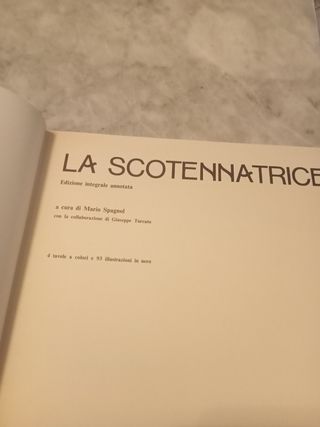 LA SCOTENNATRICE
Edizione integrale annotata
a cura di Mario Spagnol
con la collaborazione di Giuseppe Turcato
4 tavole a colori e 93 illustrazioni in nero